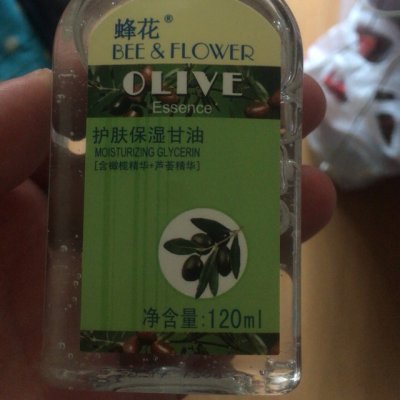 蜂花®
BEE & FLOWER
OLIVE
Essence
护肤保湿甘油
MOISTURIZING GLYCERIN
[含橄榄精华+芦荟精华]
净含量:120ml